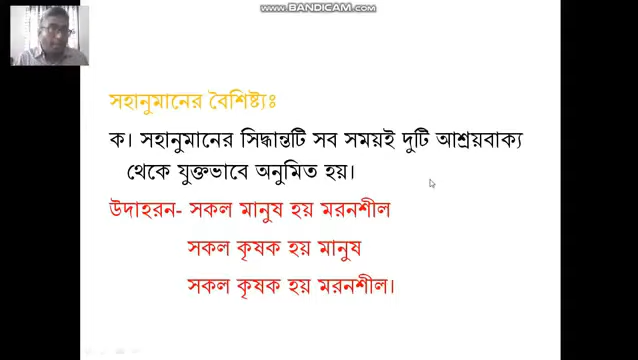 WWW.BANDICAM.COM
সহানুমানের বৈশিষ্ট্যঃ
ক। সহানুমানের সিদ্ধান্তটি সব সময়ই দুটি আশ্রয়বাক্য
থেকে যুক্তভাবে অনুমিত হয়।
উদাহরন- সকল মানুষ হয় মরনশীল
সকল কৃষক হয় মানুষ
সকল কৃষক হয় মরনশীল।